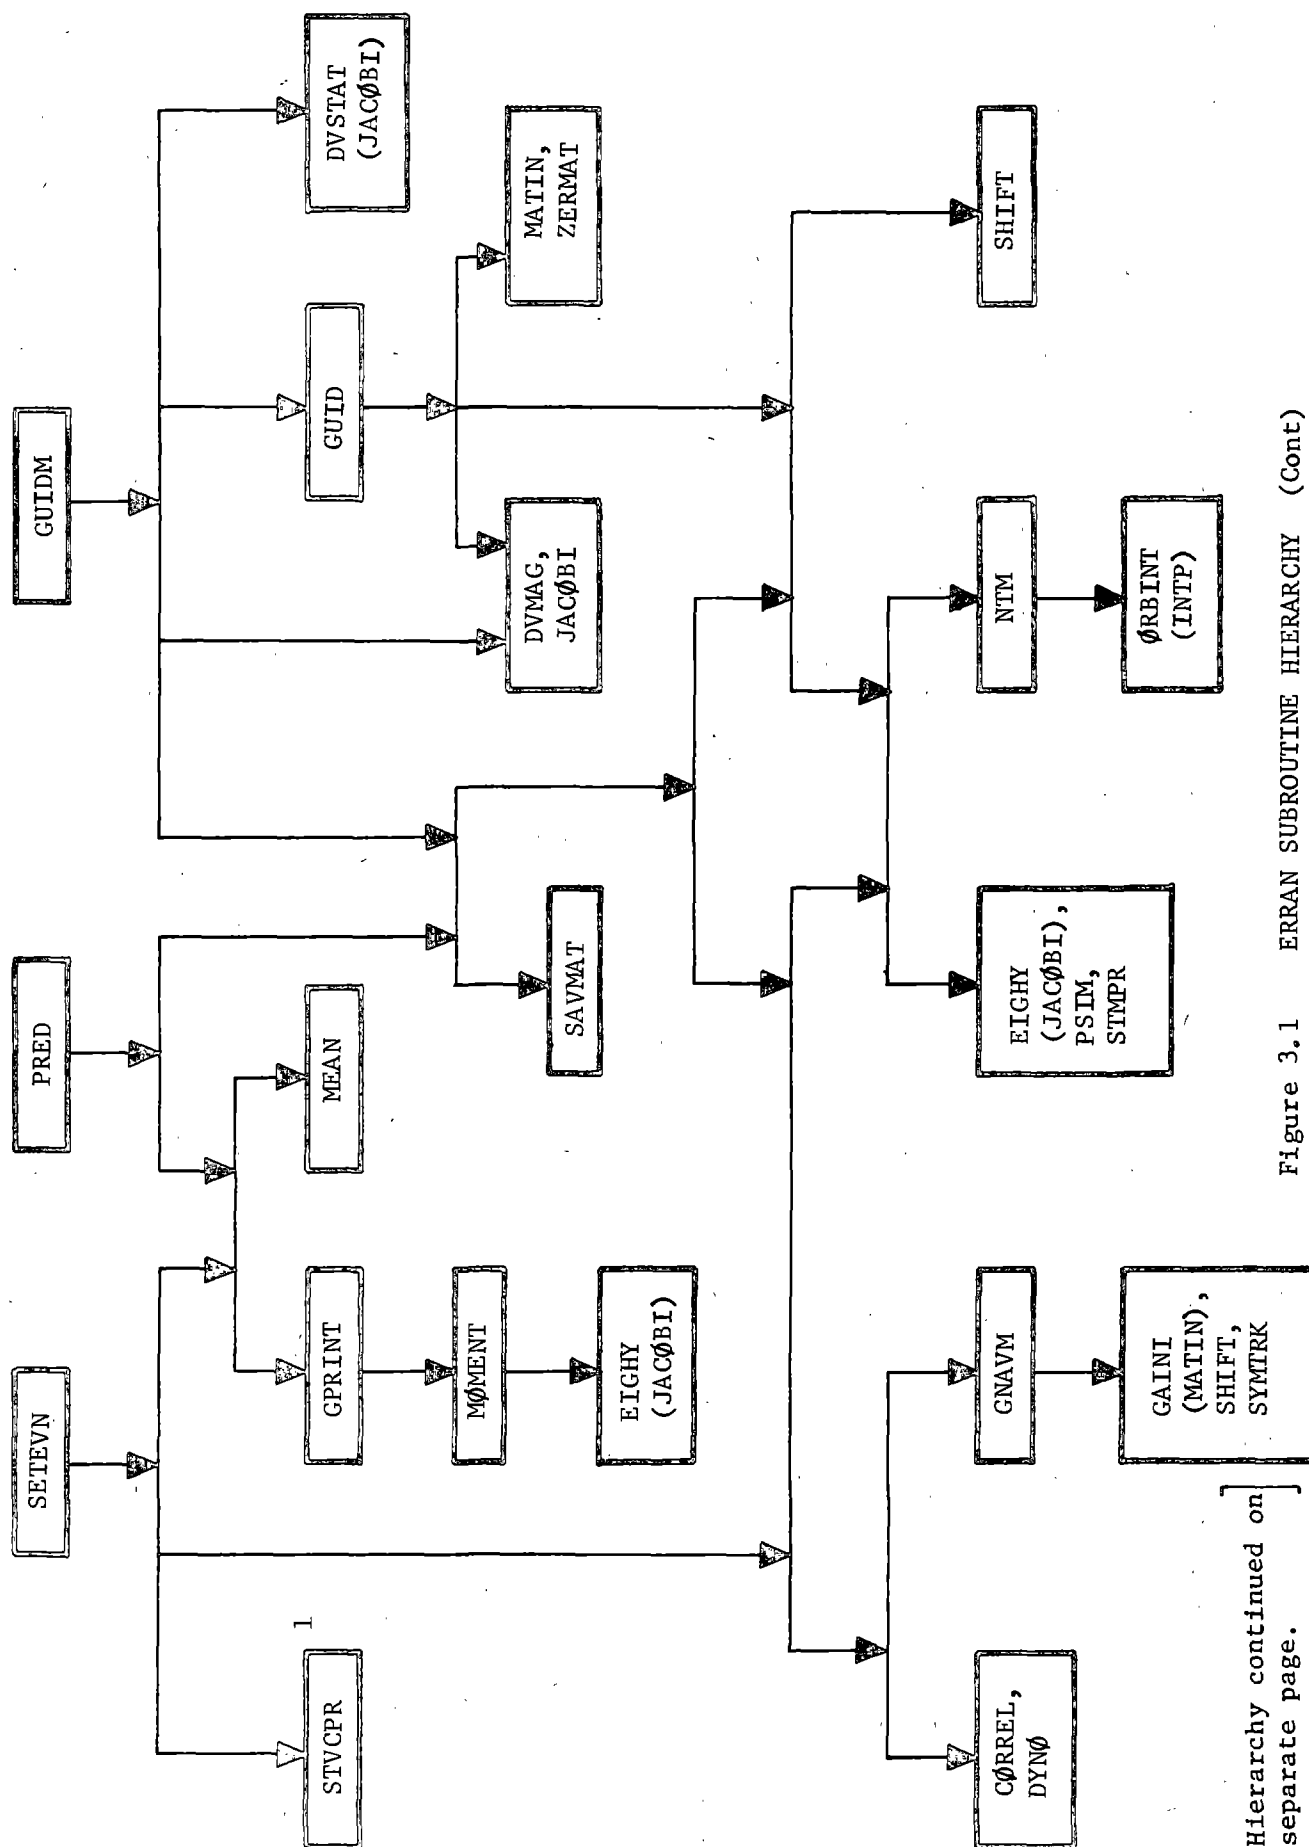 SETEVN
PRED
GUIDM
STVCPR
1
GPRINT
MEAN
GUID
DVSTAT
(JACØBI)
MØMENT
EIGHY
(JACØBI)
SAVMAT
DVMAG,
JACØBI
MATIN,
ZERMAT
CØRREL,
DYNØ
GNAVM
GAINI
(MATIN),
SHIFT,
SYMTRK
EIGHY
(JACØBI),
PSIM,
STMPR
NTM
ØRBINT
(INTP)
SHIFT
Hierarchy continued on
separate page.
Figure 3.1 ERRAN SUBROUTINE HIERARCHY (Cont)